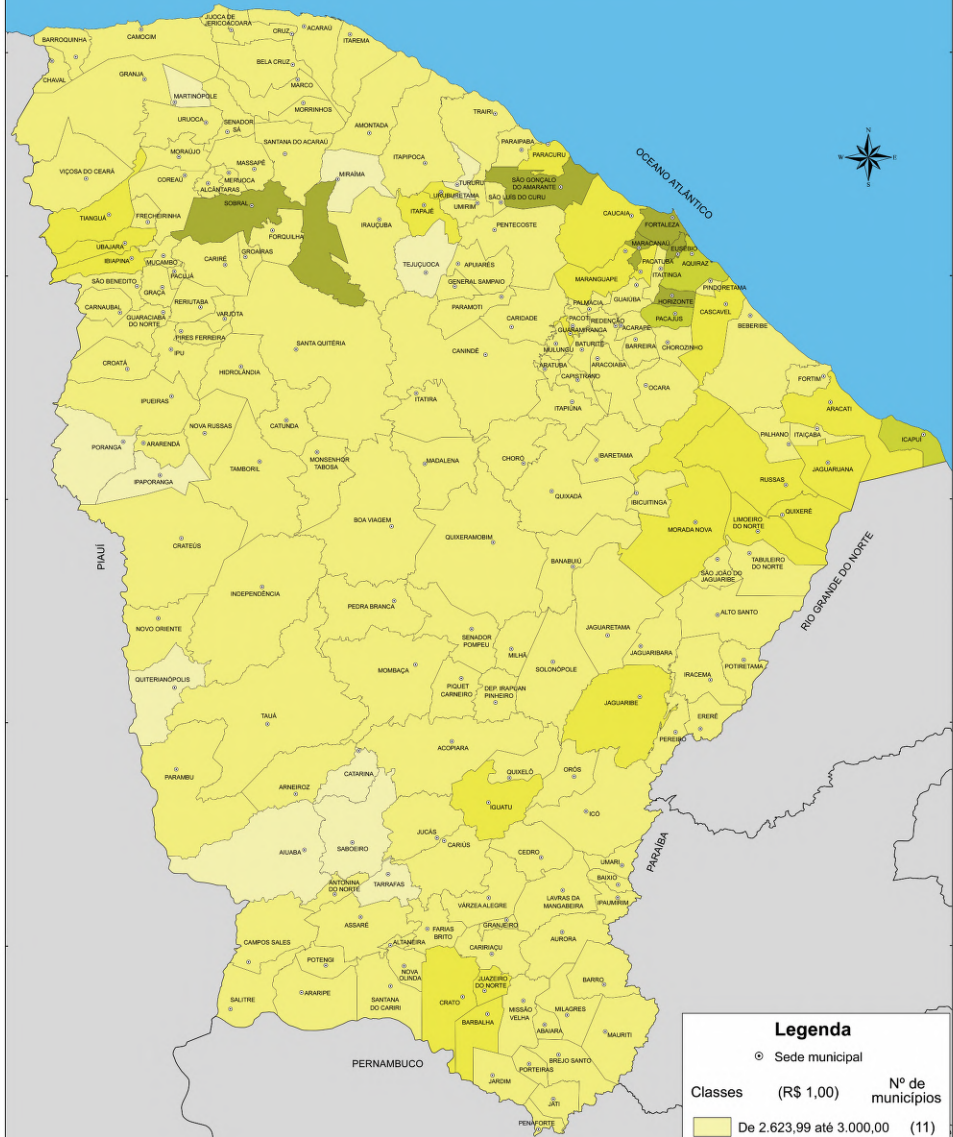 JIJOCA DE
JERICOACOARA
CRUZ
ACARAÚ
ITAREMA
BARROQUINHA
CAMOCIM
BELA CRUZ
CHAVAL
GRANJA
MARCO
MARTINÓPOLE
MORRINHOS
URUOCA
SENADOR
SÁ
AMONTADA
TRAIRI
SANTANA DO ACARAÚ
MORAÚJO
PARAIPABA
PARACURU
OCEANO ATLÂNTICO
N
W
E
S
MASSAPÊ
ITAPIPOCA
VIÇOSA DO CEARÁ
COREAÚ
MERUOCA
ALCÂNTARAS
MIRAÍMA
TURURU
SÃO GONÇALO
DO AMARANTE
URUBURETAMA
UMIRIM
SÃO LUÍS DO CURU
SOBRAL
ITAPAJÉ
TIANGUÁ
FRECHEIRINHA
IRAUÇUBA
CAUCAIA
FORTALEZA
FORQUILHA
PENTECOSTE
UBAJARA
MARACANAÚ
EUSÉBIO
IBIAPINA
MUCAMBO
CARIRÉ
GROAÍRAS
TEJUÇUOCA
APUIARÉS
PACATUBA
AQUIRAZ
ITAITINGA
PACUJÁ
GENERAL SAMPAIO
MARANGUAPE
SÃO BENEDITO
GRAÇA
GUAIÚBA
PINDORETAMA
RERIUTABA
PARAMOTI
PALMÁCIA
HORIZONTE
CARNAUBAL
GUARACIABA
DO NORTE
VARJOTA
CARIDADE
PACOTI
REDENÇÃO
PACAJUS
CASCAVEL
GUARAMIRANGA
ACARAPE
BEBERIBE
PIRES FERREIRA
MULUNGU
BATURITÉ
BARREIRA
CHOROZINHO
IPU
SANTA QUITÉRIA
CANINDÉ
ARATUBA
ARACOIABA
CROATÁ
HIDROLÂNDIA
CAPISTRANO
OCARA
FORTIM
IPUEIRAS
ITATIRA
ITAPIÚNA
ARACATI
NOVA RUSSAS
CATUNDA
PALHANO
ITAIÇABA
ICAPUÍ
PORANGA
ARARENDÁ
MONSENHOR
TABOSA
MADALENA
CHORÓ
IBARETAMA
TAMBORIL
JAGUARUANA
IPAPORANGA
RUSSAS
QUIXADÁ
IBICUITINGA
BOA VIAGEM
MORADA NOVA
LIMOEIRO
DO NORTE
QUIXERÉ
PIAUÍ
CRATEÚS
QUIXERAMOBIM
BANABUIÚ
SÃO JOÃO DO
JAGUARIBE
TABULEIRO
DO NORTE
RIO GRANDE DO NORTE
INDEPENDÊNCIA
PEDRA BRANCA
ALTO SANTO
NOVO ORIENTE
SENADOR
POMPEU
JAGUARETAMA
MILHÃ
JAGUARIBARA
MOMBAÇA
SOLONÓPOLE
POTIRETAMA
QUITERIANÓPOLIS
IRACEMA
PIQUET
CARNEIRO
DEP. IRAPUAN
PINHEIRO
JAGUARIBE
TAUÁ
ERERÉ
PEREIRO
ACOPIARA
PARAMBU
CATARINA
QUIXELÔ
ORÓS
ARNEIROZ
IGUATU
ICÓ
JUCÁS
CARIÚS
SABOEIRO
AIUABA
CEDRO
PARAÍBA
UMARI
BAIXIO
ANTONINA
DO NORTE
TARRAFAS
LAVRAS DA
MANGABEIRA
IPAUMIRIM
VÁRZEA ALEGRE
ASSARÉ
FARIAS
BRITO
GRANJEIRO
CAMPOS SALES
ALTANEIRA
AURORA
CARIRIAÇU
POTENGI
NOVA
OLINDA
JUAZEIRO
DO NORTE
BARRO
SALITRE
ARARIPE
SANTANA
DO CARIRI
CRATO
MISSÃO
VELHA
MILAGRES
BARBALHA
ABAIARA
MAURITI
PERNAMBUCO
BREJO SANTO
PORTEIRAS
JARDIM
JATI
PENAFORTE
Legenda
Sede municipal
Classes (R$ 1,00) Nº de
municípios
De 2.623,99 até 3.000,00 (11)